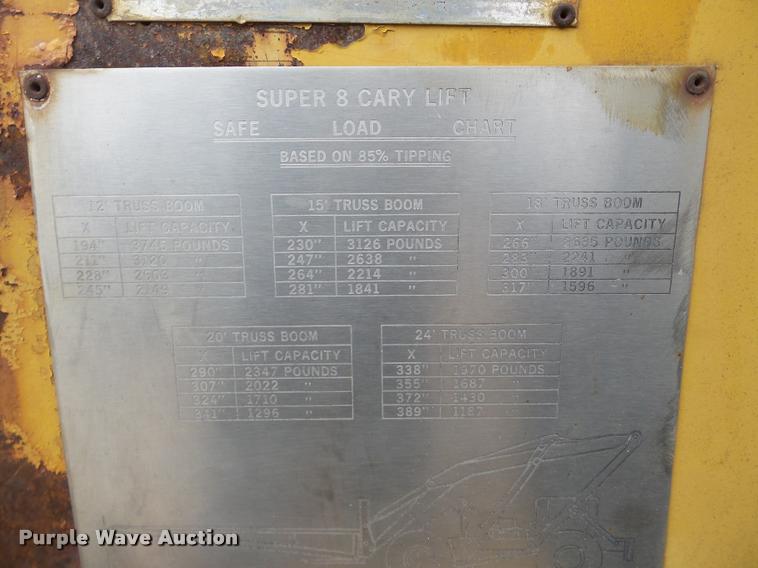 SUPER 8 CARY LIFT
SAFE LOAD CHART
BASED ON 85% TIPPING
12' TRUSS BOOM
X LIFT CAPACITY
194" 3746 POUNDS
211" 3120 "
228" "
245" "
15' TRUSS BOOM
X LIFT CAPACITY
230" 3126 POUNDS
247" 2638 "
264" 2214 "
281" 1841 "
18' TRUSS BOOM
X LIFT CAPACITY
266" POUNDS
283" 2241 "
300" 1891 "
317" 1596 "
20' TRUSS BOOM
X LIFT CAPACITY
290" 2347 POUNDS
307" 2022 "
324" 1710 "
341" 1296 "
24' TRUSS BOOM
X LIFT CAPACITY
338" 1970 POUNDS
355" 1687 "
372" 1430 "
389" 1187 "
Purple Wave Auction®